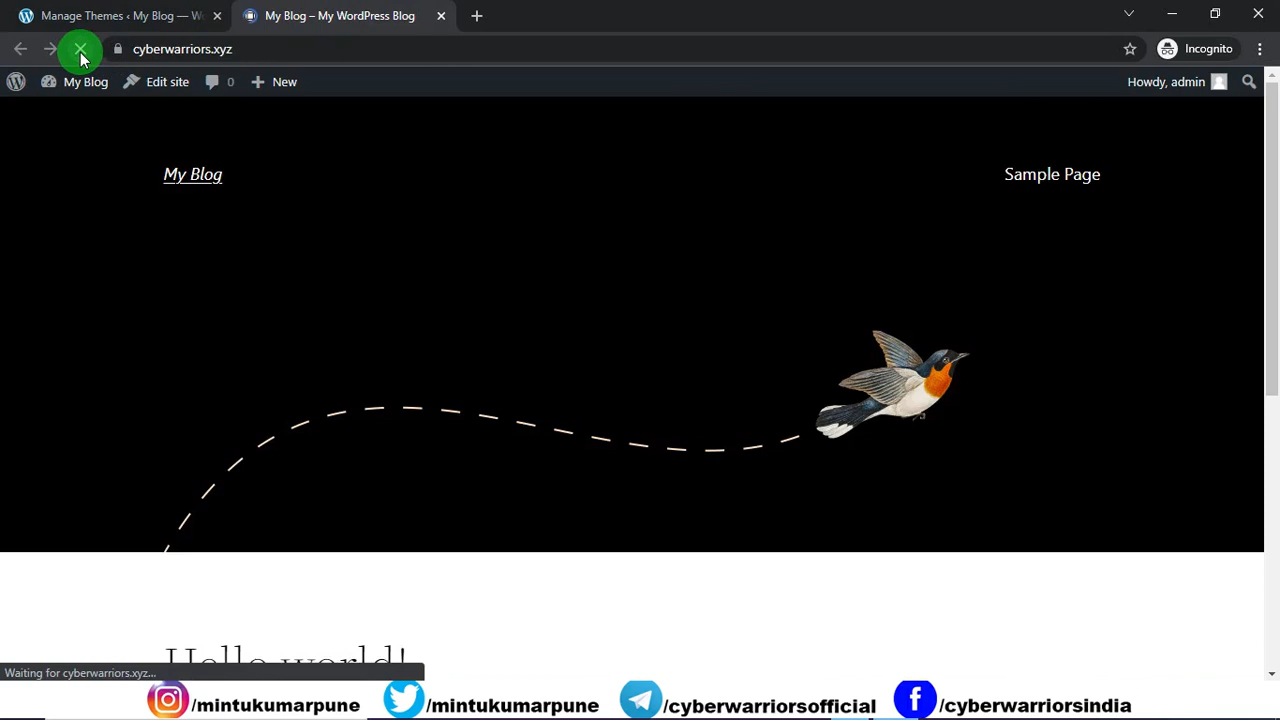 Manage Themes ‹ My Blog — W
My Blog – My WordPress Blog
cyberwarriors.xyz
Incognito
My Blog
Edit site
0
New
Howdy, admin
My Blog
Sample Page
Hello world!
Waiting for cyberwarriors.xyz...
/mintukumarpune
/mintukumarpune
/cyberwarriorsofficial
/cyberwarriorsindia